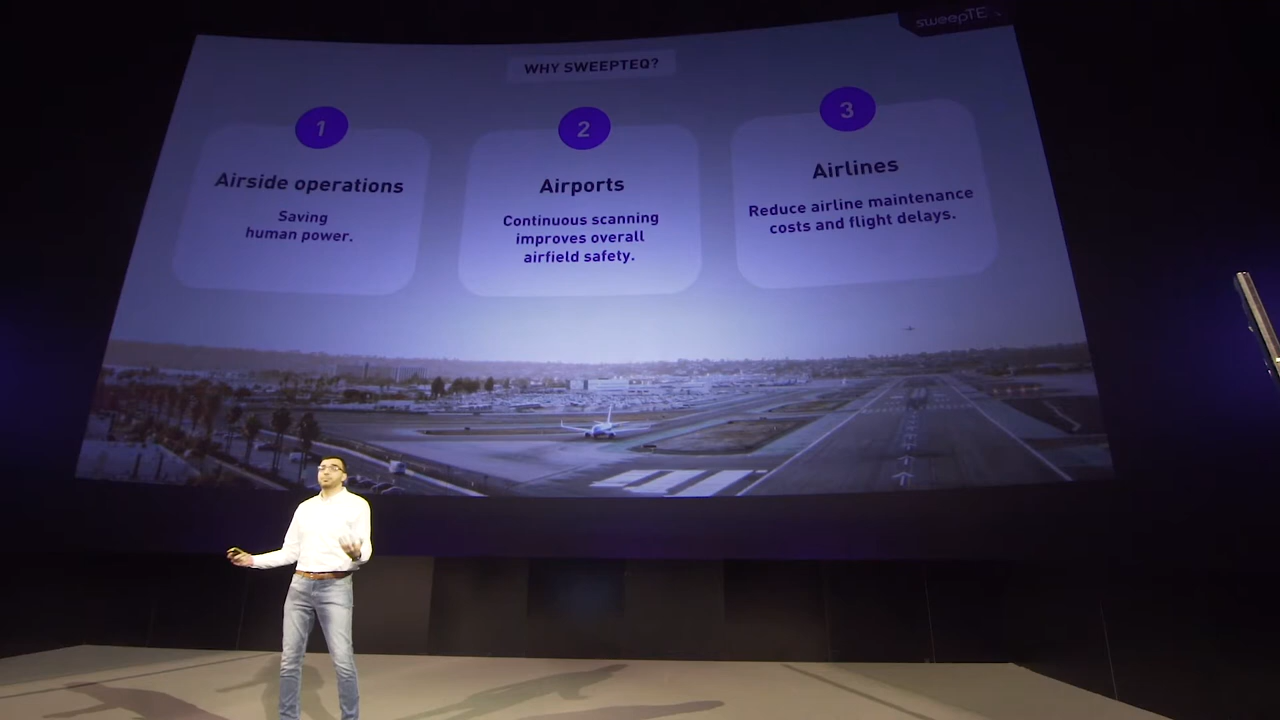 WHY SWEEPTEQ?
1
Airside operations
Saving
human power.
2
Airports
Continuous scanning
improves overall
airfield safety.
3
Airlines
Reduce airline maintenance
costs and flight delays.